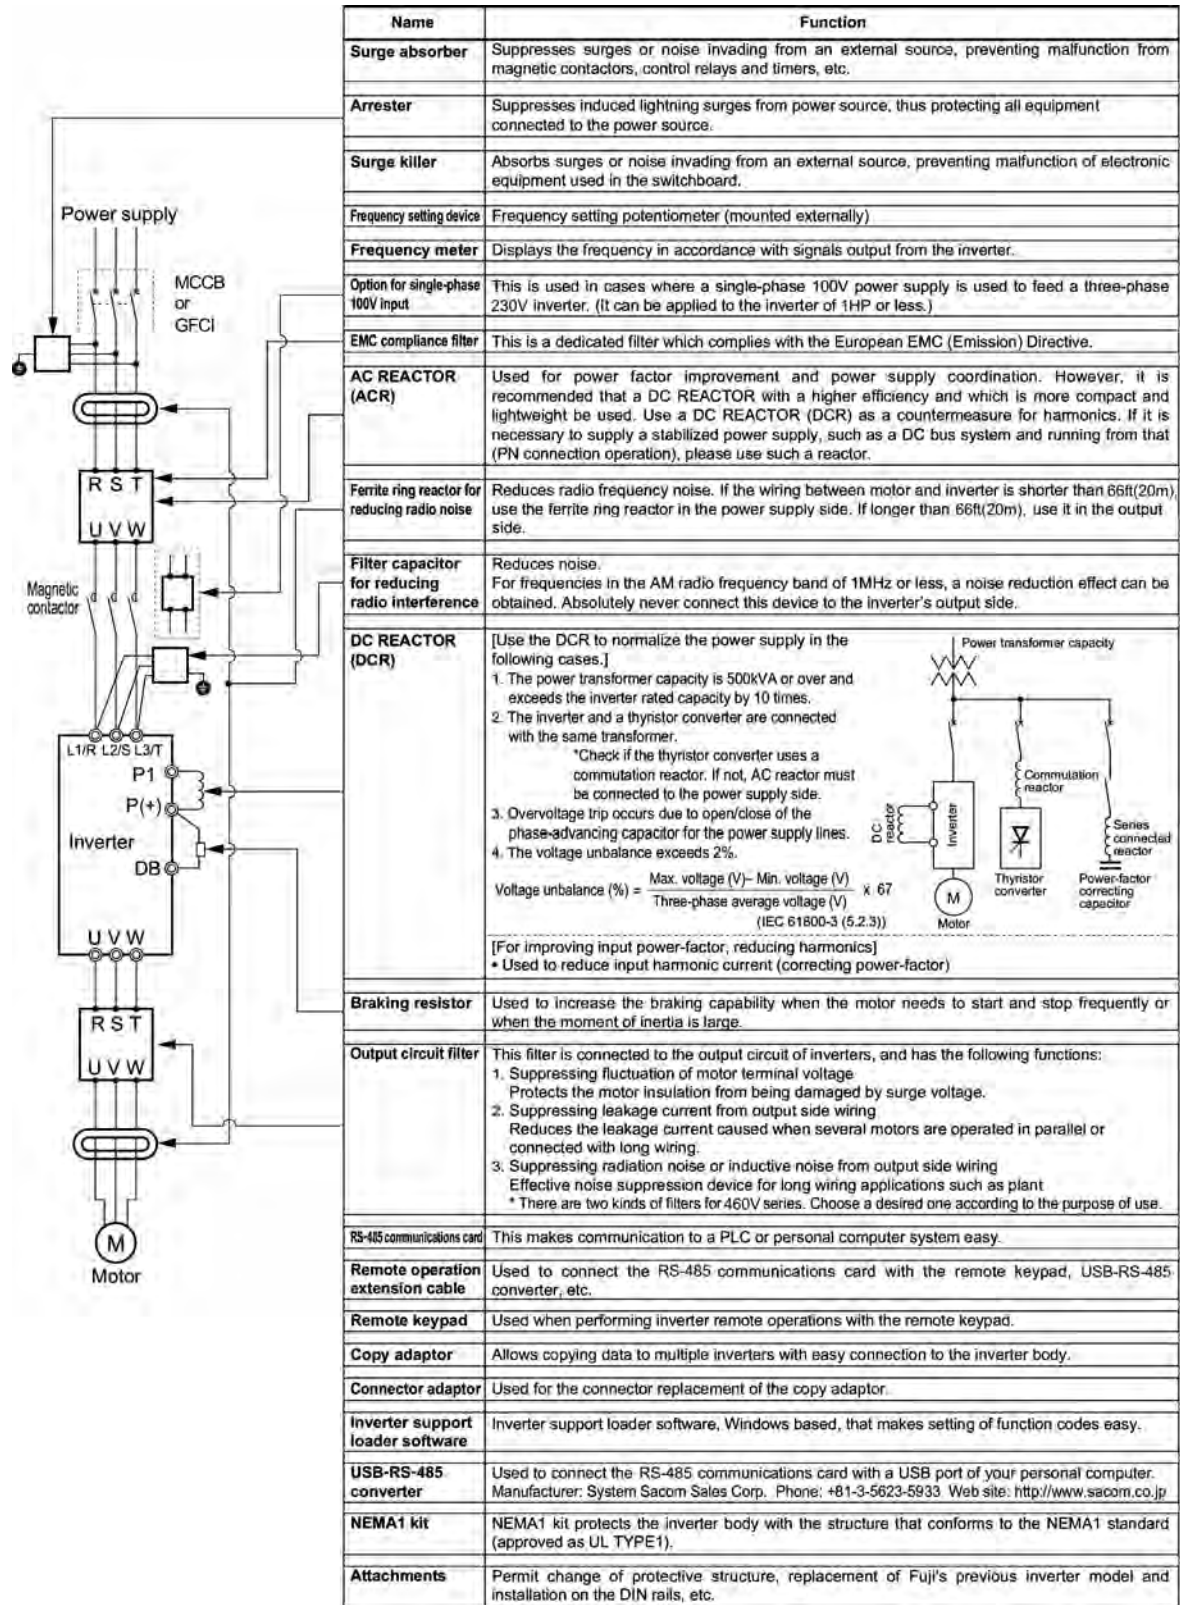 Name Function
Surge absorber Suppresses surges or noise invading from an external source, preventing malfunction from
magnetic contactors, control relays and timers, etc.
Arrester Suppresses induced lightning surges from power source, thus protecting all equipment
connected to the power source.
Surge killer Absorbs surges or noise invading from an external source, preventing malfunction of electronic
equipment used in the switchboard.
Frequency setting device Frequency setting potentiometer (mounted externally)
Frequency meter Displays the frequency in accordance with signals output from the inverter.
Option for single-phase This is used in cases where a single-phase 100V power supply is used to feed a three-phase
100V input 230V inverter. (It can be applied to the inverter of 1HP or less.)
EMC compliance filter This is a dedicated filter which complies with the European EMC (Emission) Directive.
AC REACTOR Used for power factor improvement and power supply coordination. However, it is
(ACR) recommended that a DC REACTOR with a higher efficiency and which is more compact and
lightweight be used. Use a DC REACTOR (DCR) as a countermeasure for harmonics. If it is
necessary to supply a stabilized power supply, such as a DC bus system and running from that
(PN connection operation), please use such a reactor.
Ferrite ring reactor for Reduces radio frequency noise. If the wiring between motor and inverter is shorter than 66ft(20m),
reducing radio noise use the ferrite ring reactor in the power supply side. If longer than 66ft(20m), use it in the output
side.
Filter capacitor Reduces noise.
for reducing For frequencies in the AM radio frequency band of 1MHz or less, a noise reduction effect can be
radio interference obtained. Absolutely never connect this device to the inverter's output side.
DC REACTOR [Use the DCR to normalize the power supply in the
(DCR) following cases.]
1. The power transformer capacity is 500kVA or over and
exceeds the inverter rated capacity by 10 times.
2. The inverter and a thyristor converter are connected
with the same transformer.
*Check if the thyristor converter uses a
commutation reactor. If not, AC reactor must
be connected to the power supply side.
3. Overvoltage trip occurs due to open/close of the
phase-advancing capacitor for the power supply lines.
4. The voltage unbalance exceeds 2%.
Voltage unbalance (%) = Max. voltage (V)– Min. voltage (V) x 67
Three-phase average voltage (V)
(IEC 61800-3 (5.2.3))
Power transformer capacity
Commutation
reactor
DC
reactor
Inverter
Series
connected
reactor
Thyristor
converter
Power-factor
correcting
capacitor
M
Motor
[For improving input power-factor, reducing harmonics]
• Used to reduce input harmonic current (correcting power-factor)
Braking resistor Used to increase the braking capability when the motor needs to start and stop frequently or
when the moment of inertia is large.
Output circuit filter This filter is connected to the output circuit of inverters, and has the following functions:
1. Suppressing fluctuation of motor terminal voltage
Protects the motor insulation from being damaged by surge voltage.
2. Suppressing leakage current from output side wiring
Reduces the leakage current caused when several motors are operated in parallel or
connected with long wiring.
3. Suppressing radiation noise or inductive noise from output side wiring
Effective noise suppression device for long wiring applications such as plant
* There are two kinds of filters for 460V series. Choose a desired one according to the purpose of use.
RS-485 communications card This makes communication to a PLC or personal computer system easy.
Remote operation Used to connect the RS-485 communications card with the remote keypad, USB-RS-485
extension cable converter, etc.
Remote keypad Used when performing inverter remote operations with the remote keypad.
Copy adaptor Allows copying data to multiple inverters with easy connection to the inverter body.
Connector adaptor Used for the connector replacement of the copy adaptor.
Inverter support Inverter support loader software, Windows based, that makes setting of function codes easy.
loader software
USB-RS-485 Used to connect the RS-485 communications card with a USB port of your personal computer.
converter Manufacturer: System Sacom Sales Corp. Phone: +81-3-5623-5933 Web site: http://www.sacom.co.jp
NEMA1 kit NEMA1 kit protects the inverter body with the structure that conforms to the NEMA1 standard
(approved as UL TYPE1).
Attachments Permit change of protective structure, replacement of Fuji's previous inverter model and
installation on the DIN rails, etc.
Power supply
MCCB
or
GFCI
R S T
U V W
Magnetic
contactor
L1/R L2/S L3/T
P1
P(+)
Inverter
DB
U V W
R S T
U V W
M
Motor